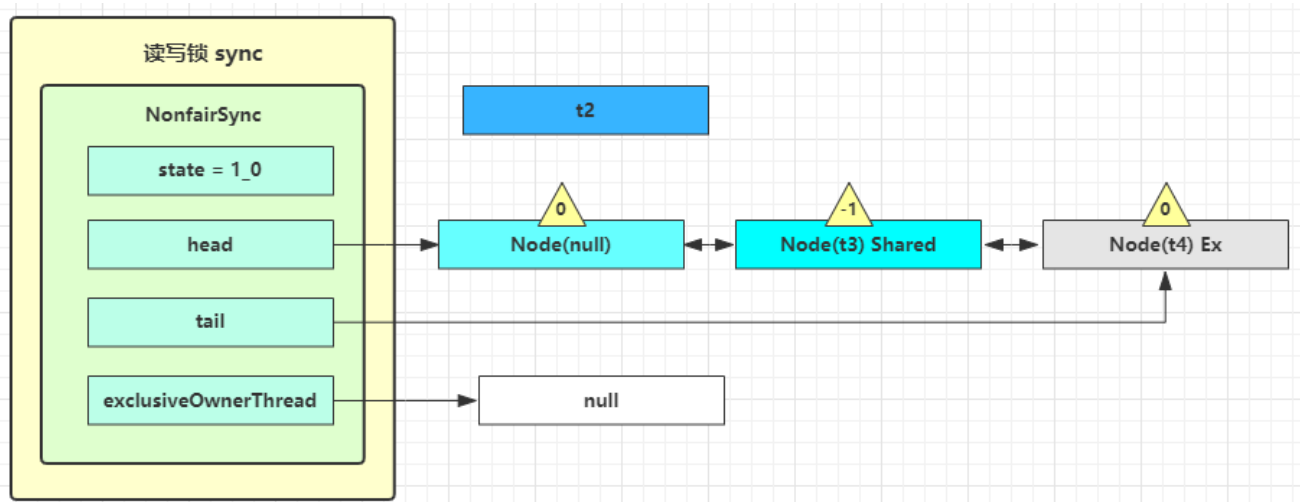 读写锁 sync
NonfairSync
state = 1_0
head
tail
exclusiveOwnerThread
t2
0
Node(null)
-1
Node(t3) Shared
0
Node(t4) Ex
null